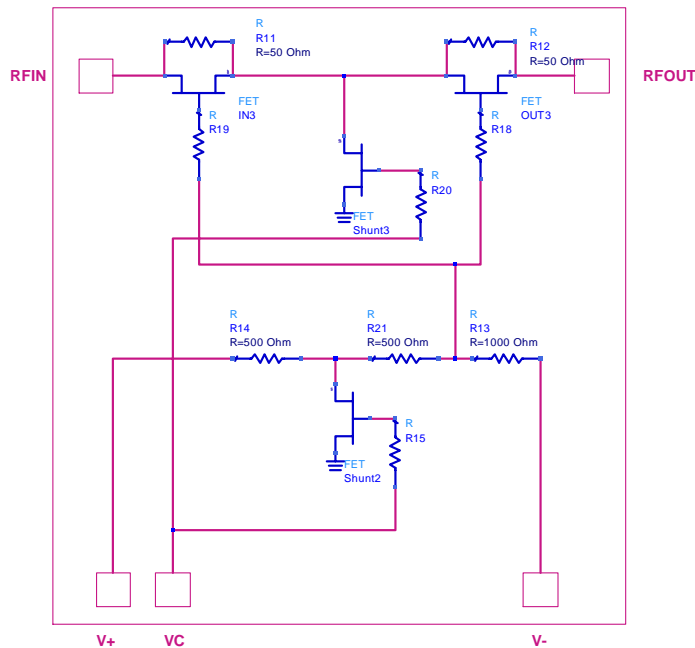 R
R11
R=50 Ohm
R
R12
R=50 Ohm
RFIN
RFOUT
FET
IN3
FET
OUT3
R
R19
R
R18
R
R20
FET
Shunt3
R
R14
R=500 Ohm
R
R21
R=500 Ohm
R
R13
R=1000 Ohm
R
R15
FET
Shunt2
V+
VC
V-